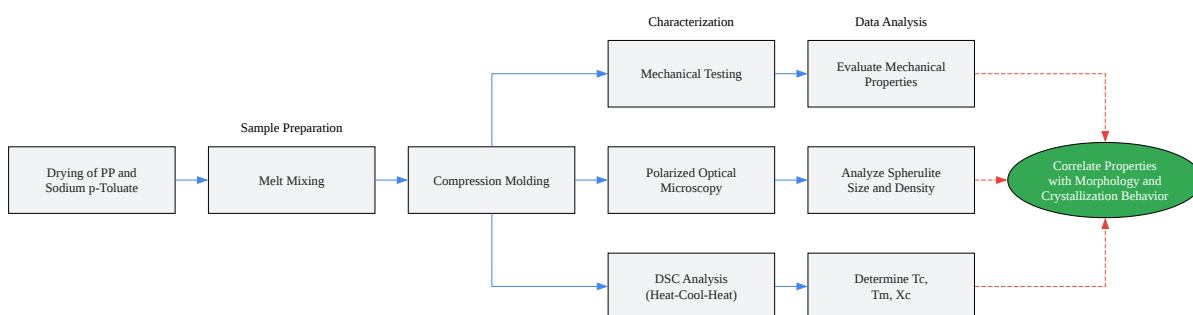 Characterization
Data Analysis
Mechanical Testing
Evaluate Mechanical
Properties
Sample Preparation
Drying of PP and
Sodium p-Toluate
Melt Mixing
Compression Molding
Polarized Optical
Microscopy
Analyze Spherulite
Size and Density
Correlate Properties
with Morphology and
Crystallization Behavior
DSC Analysis
(Heat-Cool-Heat)
Determine Tc,
Tm, Xc